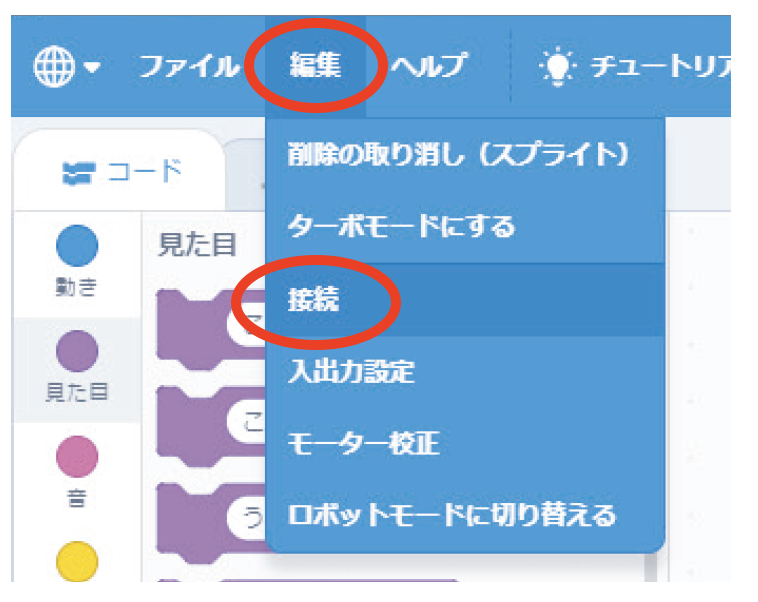 ファイル 編集 ヘルプ チュートリア
コード
削除の取り消し（スプライト）
ターボモードにする
接続
入出力設定
モーター校正
ロボットモードに切り替える
動き
見た目
音
見た目
こ
う